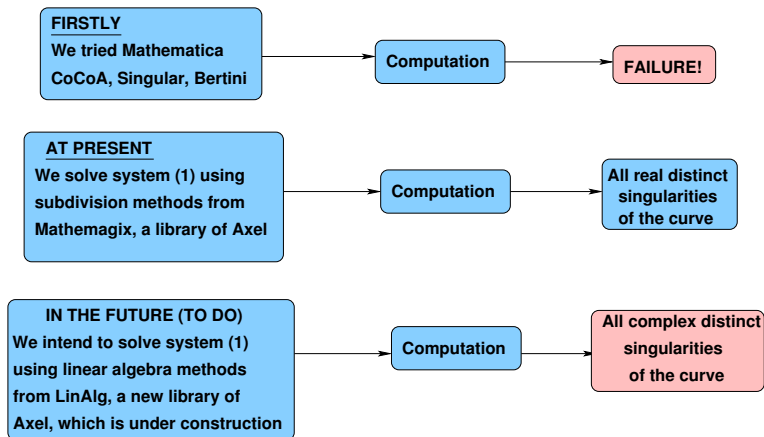 FIRSTLY
We tried Mathematica
CoCoA, Singular, Bertini
Computation
FAILURE!
AT PRESENT
We solve system (1) using
subdivision methods from
Mathemagix, a library of Axel
Computation
All real distinct
singularities
of the curve
IN THE FUTURE (TO DO)
We intend to solve system (1)
using linear algebra methods
from LinAlg, a new library of
Axel, which is under construction
Computation
All complex distinct
singularities
of the curve